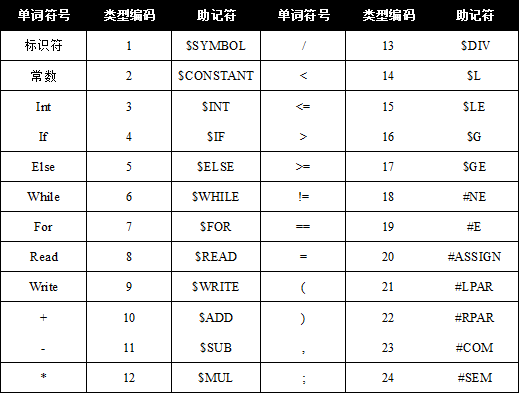 单词符号 类型编码 助记符 单词符号 类型编码 助记符
标识符 1 $SYMBOL / 13 $DIV
常数 2 $CONSTANT < 14 $L
Int 3 $INT <= 15 $LE
If 4 $IF > 16 $G
Else 5 $ELSE >= 17 $GE
While 6 $WHILE != 18 #NE
For 7 $FOR == 19 #E
Read 8 $READ = 20 #ASSIGN
Write 9 $WRITE ( 21 #LPAR
+ 10 $ADD ) 22 #RPAR
- 11 $SUB , 23 #COM
* 12 $MUL ; 24 #SEM